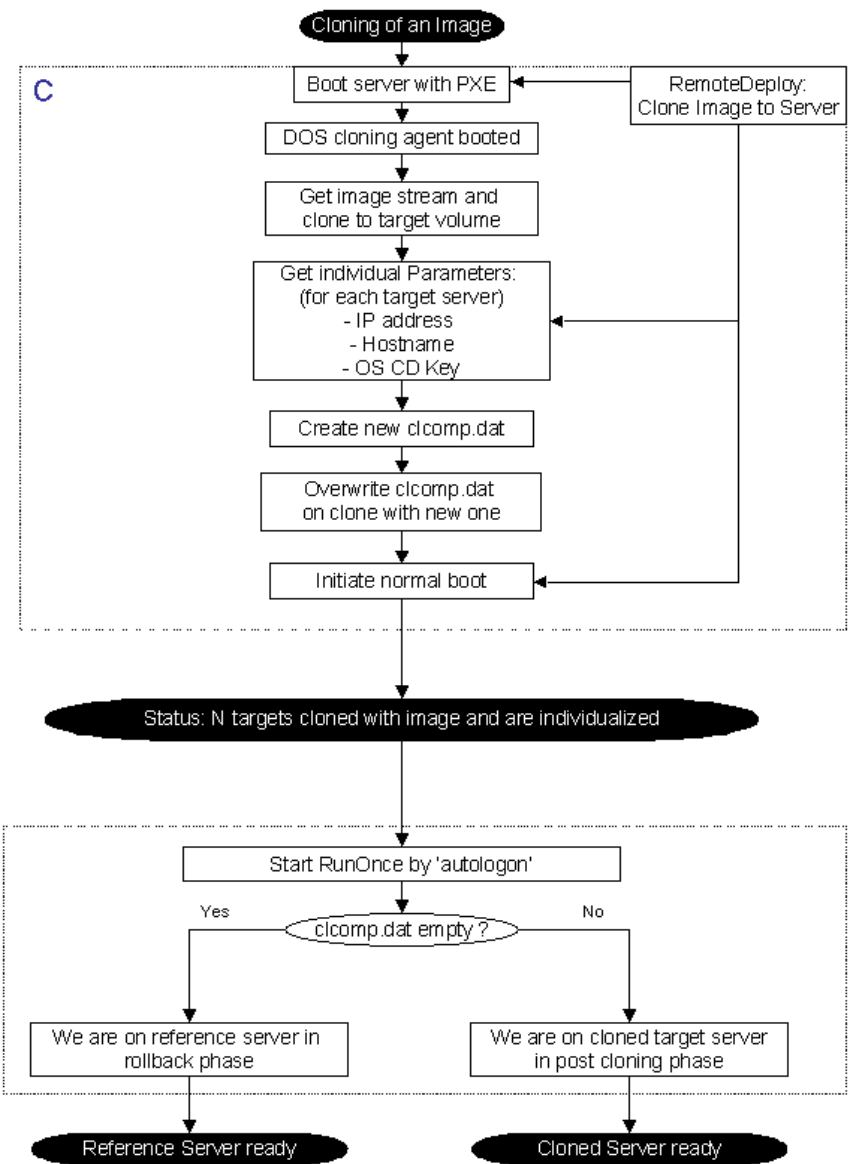 Cloning of an Image
C
Boot server with PXE
RemoteDeploy:
Clone Image to Server
DOS cloning agent booted
Get image stream and
clone to target volume
Get individual Parameters:
(for each target server)
- IP address
- Hostname
- OS CD Key
Create new clcomp.dat
Overwrite clcomp.dat
on clone with new one
Initiate normal boot
Status: N targets cloned with image and are individualized
Start RunOnce by 'autologon'
Yes
No
clcomp.dat empty ?
We are on reference server in
rollback phase
We are on cloned target server
in post cloning phase
Reference Server ready
Cloned Server ready